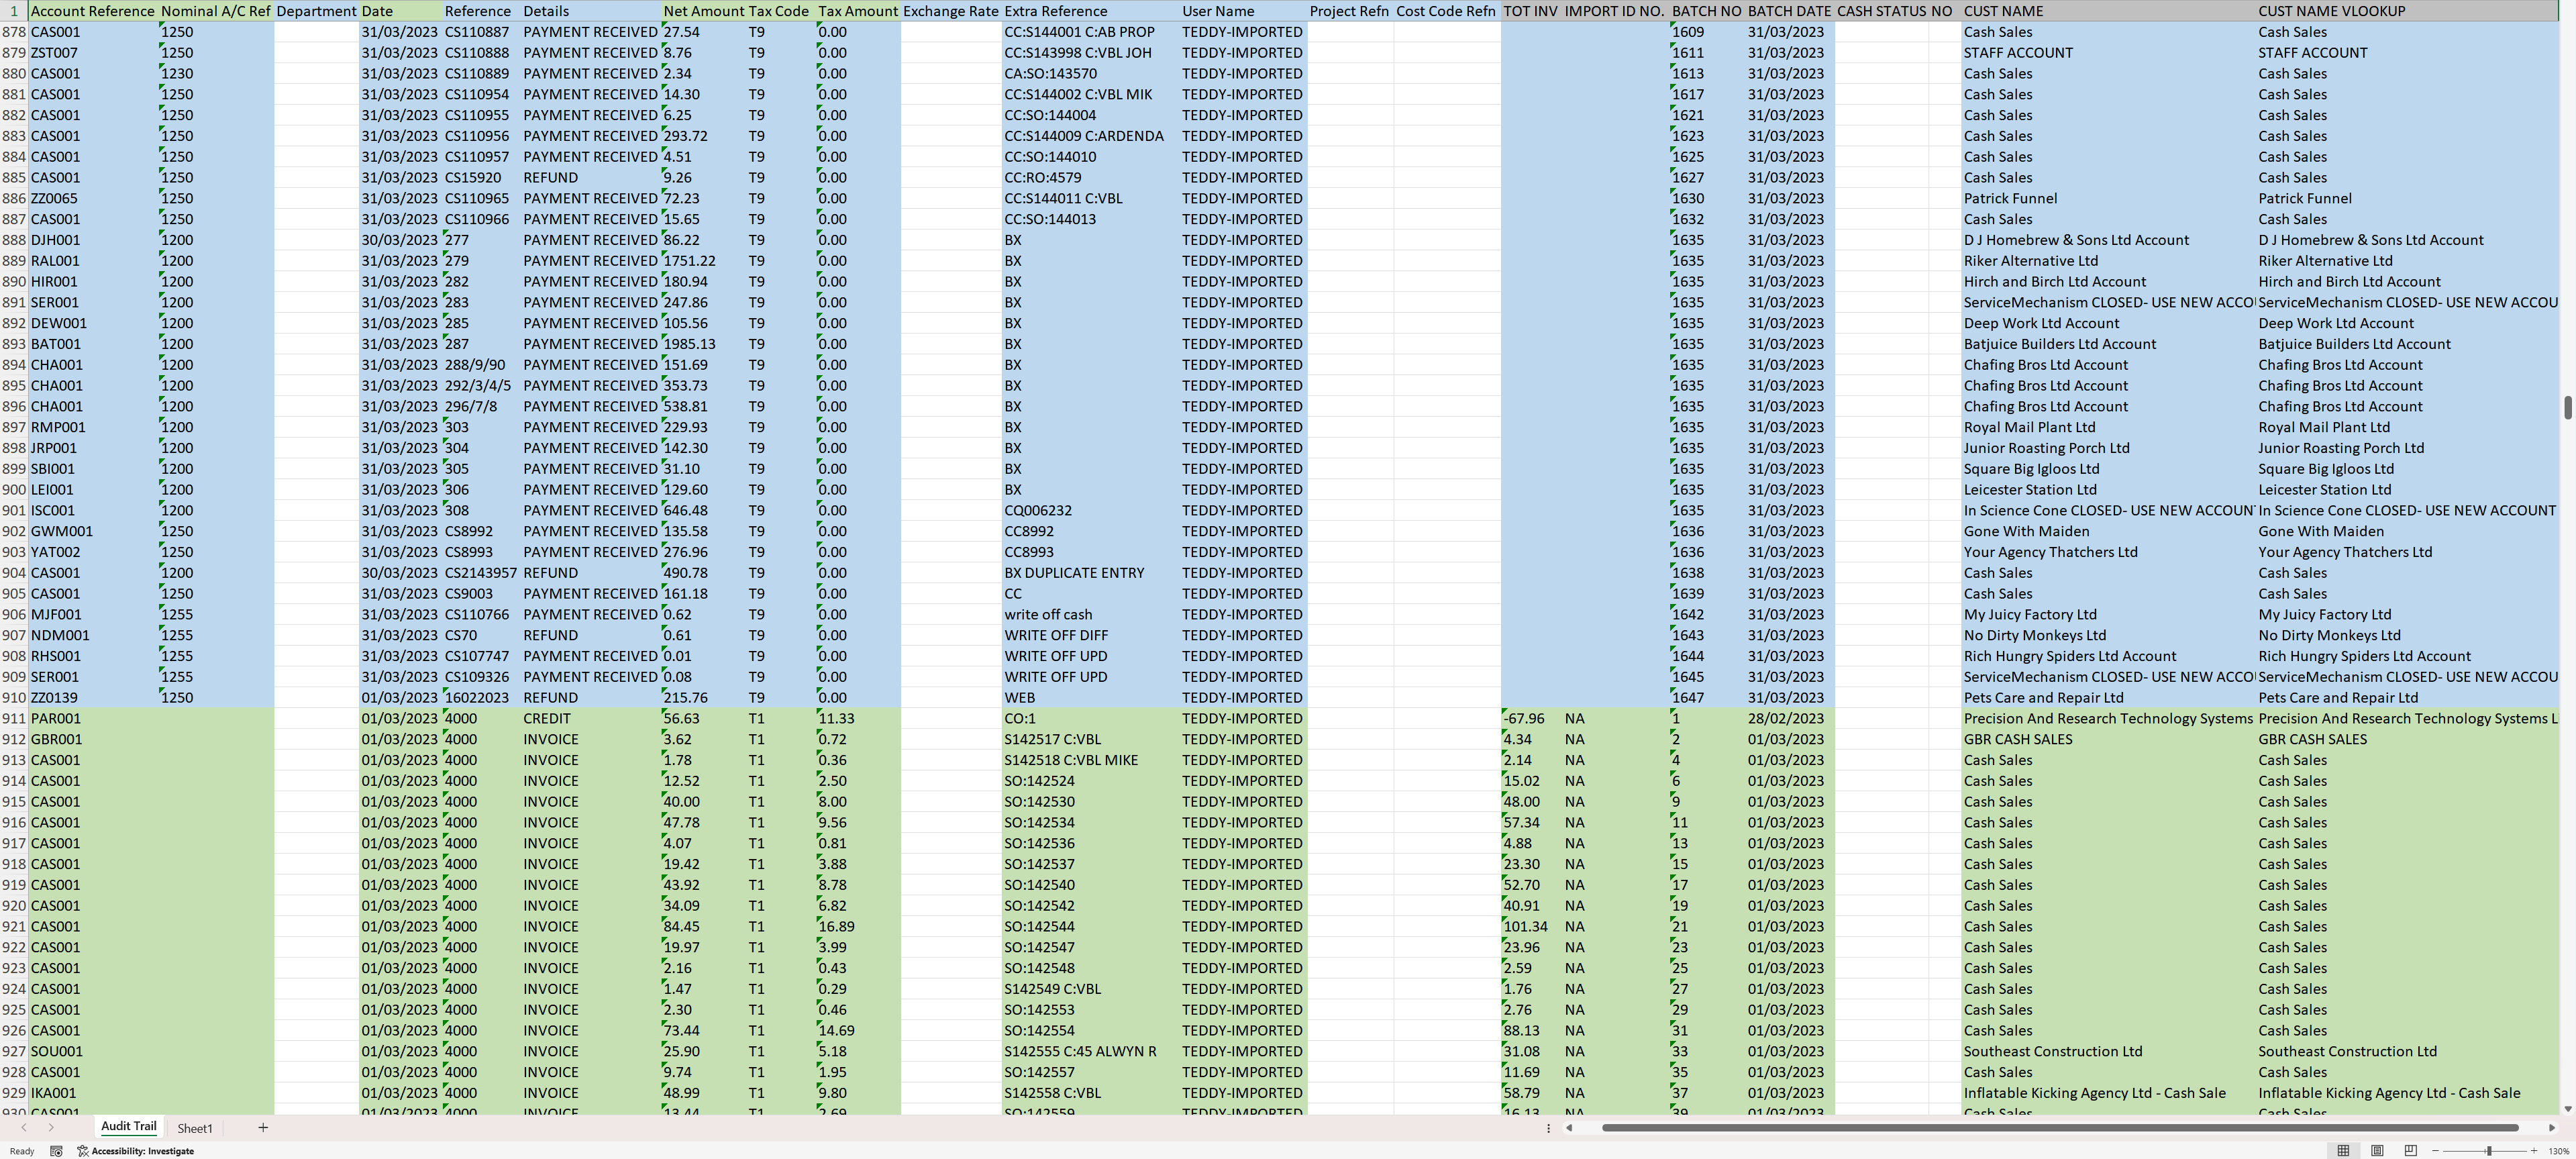 1 Account Reference Nominal A/C Ref Department Date Reference Details Net Amount Tax Code Tax Amount Exchange Rate Extra Reference User Name Project Refn Cost Code Refn TOT INV IMPORT ID NO. BATCH NO BATCH DATE CASH STATUS NO CUST NAME CUST NAME VLOOKUP
878 CAS001 1250 31/03/2023 CS110887 PAYMENT RECEIVED 27.54 T9 0.00 CC:S144001 C:AB PROP TEDDY-IMPORTED 1609 31/03/2023 Cash Sales Cash Sales
879 ZST007 1250 31/03/2023 CS110888 PAYMENT RECEIVED 8.76 T9 0.00 CC:S143998 C:VBL JOH TEDDY-IMPORTED 1611 31/03/2023 STAFF ACCOUNT STAFF ACCOUNT
880 CAS001 1230 31/03/2023 CS110889 PAYMENT RECEIVED 2.34 T9 0.00 CA:SO:143570 TEDDY-IMPORTED 1613 31/03/2023 Cash Sales Cash Sales
881 CAS001 1250 31/03/2023 CS110954 PAYMENT RECEIVED 14.30 T9 0.00 CC:S144002 C:VBL MIK TEDDY-IMPORTED 1617 31/03/2023 Cash Sales Cash Sales
882 CAS001 1250 31/03/2023 CS110955 PAYMENT RECEIVED 6.25 T9 0.00 CC:SO:144004 TEDDY-IMPORTED 1621 31/03/2023 Cash Sales Cash Sales
883 CAS001 1250 31/03/2023 CS110956 PAYMENT RECEIVED 293.72 T9 0.00 CC:S144009 C:ARDENDA TEDDY-IMPORTED 1623 31/03/2023 Cash Sales Cash Sales
884 CAS001 1250 31/03/2023 CS110957 PAYMENT RECEIVED 4.51 T9 0.00 CC:SO:144010 TEDDY-IMPORTED 1625 31/03/2023 Cash Sales Cash Sales
885 CAS001 1250 31/03/2023 CS15920 REFUND 9.26 T9 0.00 CC:RO:4579 TEDDY-IMPORTED 1627 31/03/2023 Cash Sales Cash Sales
886 ZZ0065 1250 31/03/2023 CS110965 PAYMENT RECEIVED 72.23 T9 0.00 CC:S144011 C:VBL TEDDY-IMPORTED 1630 31/03/2023 Patrick Funnel Patrick Funnel
887 CAS001 1250 31/03/2023 CS110966 PAYMENT RECEIVED 15.65 T9 0.00 CC:SO:144013 TEDDY-IMPORTED 1632 31/03/2023 Cash Sales Cash Sales
888 DJH001 1200 30/03/2023 277 PAYMENT RECEIVED 86.22 T9 0.00 BX TEDDY-IMPORTED 1635 31/03/2023 D J Homebrew & Sons Ltd Account D J Homebrew & Sons Ltd Account
889 RAL001 1200 31/03/2023 279 PAYMENT RECEIVED 1751.22 T9 0.00 BX TEDDY-IMPORTED 1635 31/03/2023 Riker Alternative Ltd Riker Alternative Ltd
890 HIR001 1200 31/03/2023 282 PAYMENT RECEIVED 180.94 T9 0.00 BX TEDDY-IMPORTED 1635 31/03/2023 Hirch and Birch Ltd Account Hirch and Birch Ltd Account
891 SER001 1200 31/03/2023 283 PAYMENT RECEIVED 247.86 T9 0.00 BX TEDDY-IMPORTED 1635 31/03/2023 ServiceMechanism CLOSED- USE NEW ACCO ServiceMechanism CLOSED- USE NEW ACCOU
892 DEW001 1200 31/03/2023 285 PAYMENT RECEIVED 105.56 T9 0.00 BX TEDDY-IMPORTED 1635 31/03/2023 Deep Work Ltd Account Deep Work Ltd Account
893 BAT001 1200 31/03/2023 287 PAYMENT RECEIVED 1985.13 T9 0.00 BX TEDDY-IMPORTED 1635 31/03/2023 Batjuice Builders Ltd Account Batjuice Builders Ltd Account
894 CHA001 1200 31/03/2023 288/9/90 PAYMENT RECEIVED 151.69 T9 0.00 BX TEDDY-IMPORTED 1635 31/03/2023 Chafing Bros Ltd Account Chafing Bros Ltd Account
895 CHA001 1200 31/03/2023 292/3/4/5 PAYMENT RECEIVED 353.73 T9 0.00 BX TEDDY-IMPORTED 1635 31/03/2023 Chafing Bros Ltd Account Chafing Bros Ltd Account
896 CHA001 1200 31/03/2023 296/7/8 PAYMENT RECEIVED 538.81 T9 0.00 BX TEDDY-IMPORTED 1635 31/03/2023 Chafing Bros Ltd Account Chafing Bros Ltd Account
897 RMP001 1200 31/03/2023 303 PAYMENT RECEIVED 229.93 T9 0.00 BX TEDDY-IMPORTED 1635 31/03/2023 Royal Mail Plant Ltd Royal Mail Plant Ltd
898 JRP001 1200 31/03/2023 304 PAYMENT RECEIVED 142.30 T9 0.00 BX TEDDY-IMPORTED 1635 31/03/2023 Junior Roasting Porch Ltd Junior Roasting Porch Ltd
899 SBI001 1200 31/03/2023 305 PAYMENT RECEIVED 31.10 T9 0.00 BX TEDDY-IMPORTED 1635 31/03/2023 Square Big Igloos Ltd Square Big Igloos Ltd
900 LEI001 1200 31/03/2023 306 PAYMENT RECEIVED 129.60 T9 0.00 BX TEDDY-IMPORTED 1635 31/03/2023 Leicester Station Ltd Leicester Station Ltd
901 ISC001 1200 31/03/2023 308 PAYMENT RECEIVED 646.48 T9 0.00 CQ006232 TEDDY-IMPORTED 1635 31/03/2023 In Science Cone CLOSED- USE NEW ACCOUN In Science Cone CLOSED- USE NEW ACCOUNT
902 GWM001 1250 31/03/2023 CS8992 PAYMENT RECEIVED 135.58 T9 0.00 CC8992 TEDDY-IMPORTED 1636 31/03/2023 Gone With Maiden Gone With Maiden
903 YAT002 1250 31/03/2023 CS8993 PAYMENT RECEIVED 276.96 T9 0.00 CC8993 TEDDY-IMPORTED 1636 31/03/2023 Your Agency Thatchers Ltd Your Agency Thatchers Ltd
904 CAS001 1200 30/03/2023 CS2143957 REFUND 490.78 T9 0.00 BX DUPLICATE ENTRY TEDDY-IMPORTED 1638 31/03/2023 Cash Sales Cash Sales
905 CAS001 1250 31/03/2023 CS9003 PAYMENT RECEIVED 161.18 T9 0.00 CC TEDDY-IMPORTED 1639 31/03/2023 Cash Sales Cash Sales
906 MJF001 1255 31/03/2023 CS110766 PAYMENT RECEIVED 0.62 T9 0.00 write off cash TEDDY-IMPORTED 1642 31/03/2023 My Juicy Factory Ltd My Juicy Factory Ltd
907 NDM001 1255 31/03/2023 CS70 REFUND 0.61 T9 0.00 WRITE OFF DIFF TEDDY-IMPORTED 1643 31/03/2023 No Dirty Monkeys Ltd No Dirty Monkeys Ltd
908 RHS001 1255 31/03/2023 CS107747 PAYMENT RECEIVED 0.01 T9 0.00 WRITE OFF UPD TEDDY-IMPORTED 1644 31/03/2023 Rich Hungry Spiders Ltd Account Rich Hungry Spiders Ltd Account
909 SER001 1255 31/03/2023 CS109326 PAYMENT RECEIVED 0.08 T9 0.00 WRITE OFF UPD TEDDY-IMPORTED 1645 31/03/2023 ServiceMechanism CLOSED- USE NEW ACCO ServiceMechanism CLOSED- USE NEW ACCOU
910 ZZ0139 1250 01/03/2023 16022023 REFUND 215.76 T9 0.00 WEB TEDDY-IMPORTED 1647 31/03/2023 Pets Care and Repair Ltd Pets Care and Repair Ltd
911 PAR001 01/03/2023 4000 CREDIT 56.63 T1 11.33 CO:1 TEDDY-IMPORTED -67.96 NA 1 28/02/2023 Precision And Research Technology Systems Precision And Research Technology Systems L
912 GBR001 01/03/2023 4000 INVOICE 3.62 T1 0.72 S142517 C:VBL TEDDY-IMPORTED 4.34 NA 2 01/03/2023 GBR CASH SALES GBR CASH SALES
913 CAS001 01/03/2023 4000 INVOICE 1.78 T1 0.36 S142518 C:VBL MIKE TEDDY-IMPORTED 2.14 NA 4 01/03/2023 Cash Sales Cash Sales
914 CAS001 01/03/2023 4000 INVOICE 12.52 T1 2.50 SO:142524 TEDDY-IMPORTED 15.02 NA 6 01/03/2023 Cash Sales Cash Sales
915 CAS001 01/03/2023 4000 INVOICE 40.00 T1 8.00 SO:142530 TEDDY-IMPORTED 48.00 NA 9 01/03/2023 Cash Sales Cash Sales
916 CAS001 01/03/2023 4000 INVOICE 47.78 T1 9.56 SO:142534 TEDDY-IMPORTED 57.34 NA 11 01/03/2023 Cash Sales Cash Sales
917 CAS001 01/03/2023 4000 INVOICE 4.07 T1 0.81 SO:142536 TEDDY-IMPORTED 4.88 NA 13 01/03/2023 Cash Sales Cash Sales
918 CAS001 01/03/2023 4000 INVOICE 19.42 T1 3.88 SO:142537 TEDDY-IMPORTED 23.30 NA 15 01/03/2023 Cash Sales Cash Sales
919 CAS001 01/03/2023 4000 INVOICE 43.92 T1 8.78 SO:142540 TEDDY-IMPORTED 52.70 NA 17 01/03/2023 Cash Sales Cash Sales
920 CAS001 01/03/2023 4000 INVOICE 34.09 T1 6.82 SO:142542 TEDDY-IMPORTED 40.91 NA 19 01/03/2023 Cash Sales Cash Sales
921 CAS001 01/03/2023 4000 INVOICE 84.45 T1 16.89 SO:142544 TEDDY-IMPORTED 101.34 NA 21 01/03/2023 Cash Sales Cash Sales
922 CAS001 01/03/2023 4000 INVOICE 19.97 T1 3.99 SO:142547 TEDDY-IMPORTED 23.96 NA 23 01/03/2023 Cash Sales Cash Sales
923 CAS001 01/03/2023 4000 INVOICE 2.16 T1 0.43 SO:142548 TEDDY-IMPORTED 2.59 NA 25 01/03/2023 Cash Sales Cash Sales
924 CAS001 01/03/2023 4000 INVOICE 1.47 T1 0.29 S142549 C:VBL TEDDY-IMPORTED 1.76 NA 27 01/03/2023 Cash Sales Cash Sales
925 CAS001 01/03/2023 4000 INVOICE 2.30 T1 0.46 SO:142553 TEDDY-IMPORTED 2.76 NA 29 01/03/2023 Cash Sales Cash Sales
926 CAS001 01/03/2023 4000 INVOICE 73.44 T1 14.69 SO:142554 TEDDY-IMPORTED 88.13 NA 31 01/03/2023 Cash Sales Cash Sales
927 SOU001 01/03/2023 4000 INVOICE 25.90 T1 5.18 S142555 C:45 ALWYN R TEDDY-IMPORTED 31.08 NA 33 01/03/2023 Southeast Construction Ltd Southeast Construction Ltd
928 CAS001 01/03/2023 4000 INVOICE 9.74 T1 1.95 SO:142557 TEDDY-IMPORTED 11.69 NA 35 01/03/2023 Cash Sales Cash Sales
929 IKA001 01/03/2023 4000 INVOICE 48.99 T1 9.80 S142558 C:VBL TEDDY-IMPORTED 58.79 NA 37 01/03/2023 Inflatable Kicking Agency Ltd - Cash Sale Inflatable Kicking Agency Ltd - Cash Sale
930 CAS001 01/03/2023 4000 INVOICE 13.44 T1 2.69 SO:142559 TEDDY-IMPORTED 16.13 NA 39 01/03/2023 Cash Sales Cash Sales
Audit Trail Sheet1
Ready Accessibility: Investigate 130%